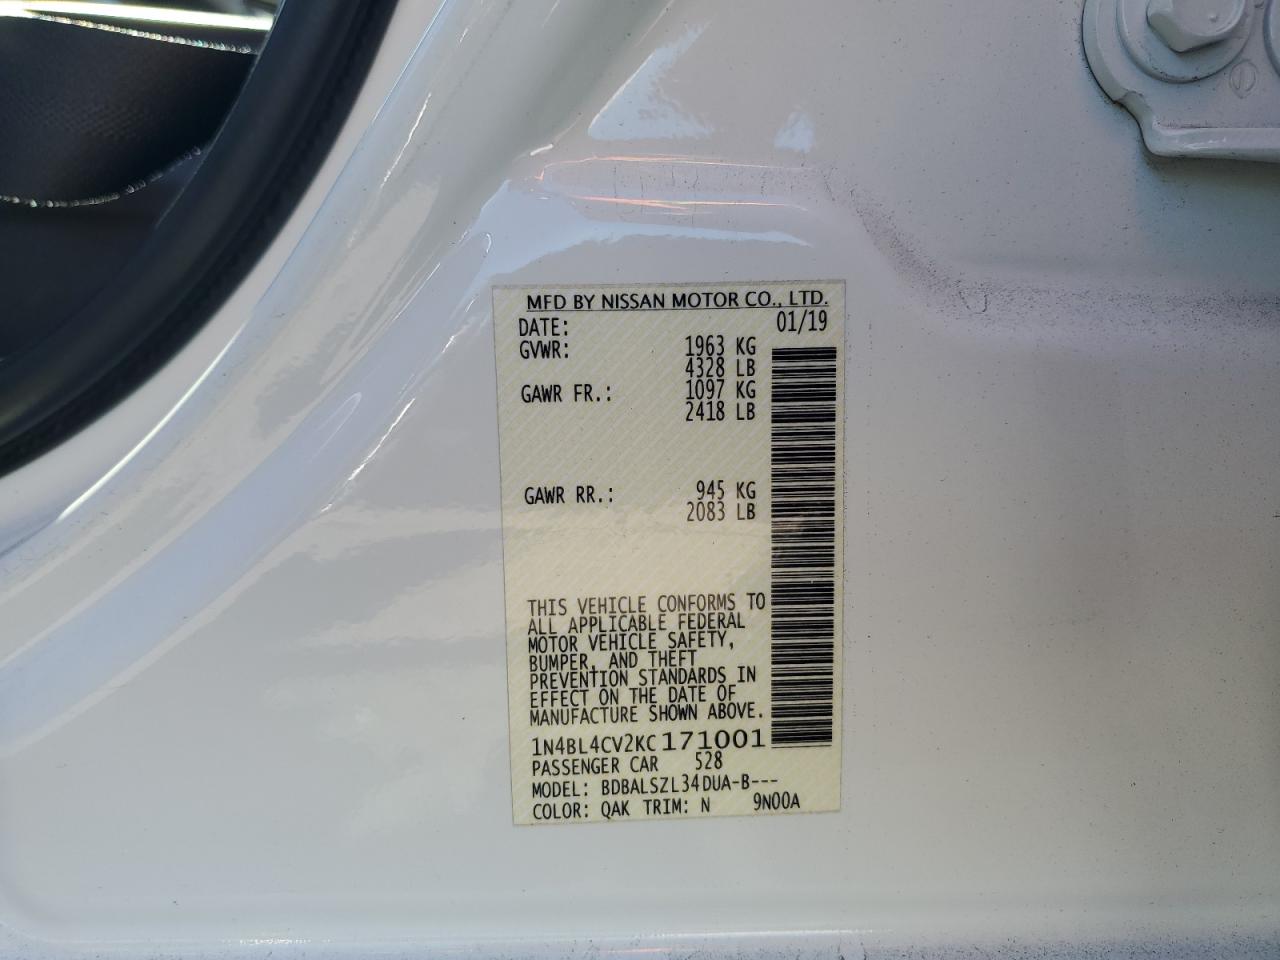 MFD BY NISSAN MOTOR CO., LTD.
DATE: 01/19
GVWR: 1963 KG
4328 LB
GAWR FR.: 1097 KG
2418 LB
GAWR RR.: 945 KG
2083 LB
THIS VEHICLE CONFORMS TO
ALL APPLICABLE FEDERAL
MOTOR VEHICLE SAFETY,
BUMPER, AND THEFT
PREVENTION STANDARDS IN
EFFECT ON THE DATE OF
MANUFACTURE SHOWN ABOVE.
1N4BL4CV2KC171001
PASSENGER CAR 528
MODEL: BDBALSZL34DUA-B---
COLOR: QAK TRIM: N 9N00A